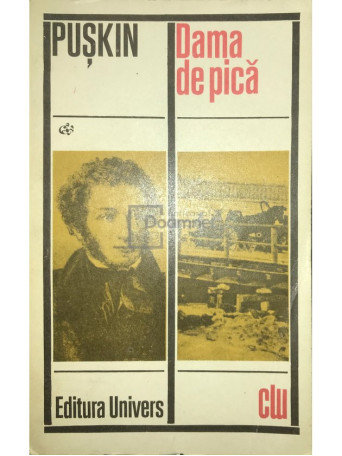 PUȘKIN
Dama
de pică
Editura Univers
clu